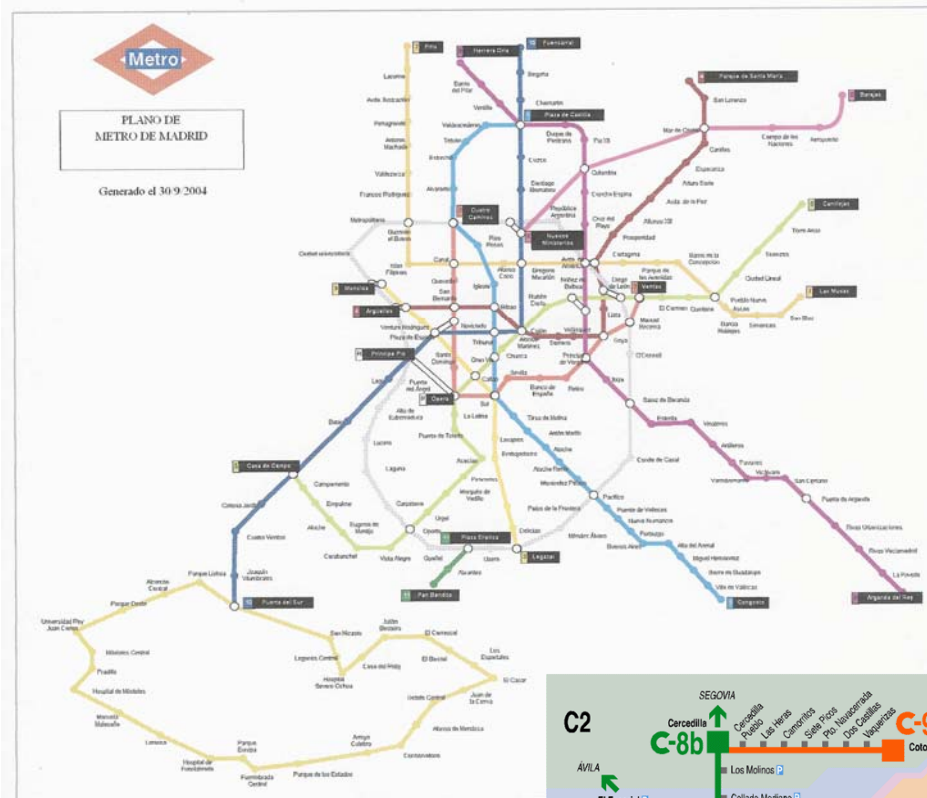 Metro
PLANO DE
METRO DE MADRID
Generado el 30/9/2004
Pitis
Herrera Oria
Fuencarral
Lacoma
Barrio
del Pilar
Begoña
Parque de Santa María
Avda. Ilustración
Ventilla
Chamartín
San Lorenzo
Barajas
Peñagrande
Valdeacederas
Plaza de Castilla
Mar de Cristal
Antonio
Machado
Tetuán
Duque de
Pastrana
Pío XII
Campo de las
Naciones
Aeropuerto
Canillas
Valdezarza
Estrecho
Cuzco
Colombia
Esperanza
Francos Rodríguez
Alvarado
Santiago
Bernabéu
Concha Espina
Arturo Soria
Avda. de la Paz
Metropolitano
Guzmán
el Bueno
Cuatro
Caminos
República
Argentina
Cruz del
Rayo
Alfonso XIII
Canillejas
Ríos
Rosas
Nuevos
Ministerios
Prosperidad
Torre Arias
Ciudad Universitaria
Islas
Filipinas
Canal
Alonso
Cano
Gregorio
Marañón
Avda. de
América
Cartagena
Parque de
las Avenidas
Barrio de la
Concepción
Suanzes
Ciudad Lineal
Moncloa
Quevedo
Iglesia
Rubén
Darío
Núñez de
Balboa
Diego
de León
Ventas
El Carmen
Quintana
Pueblo Nuevo
Las Musas
Argüelles
San
Bernardo
Bilbao
Lista
Manuel
Becerra
Ascao
García
Noblejas
Simancas
San Blas
Ventura Rodríguez
Plaza de España
Noviciado
Tribunal
Colón
Alonso
Martínez
Serrano
Velázquez
Goya
O'Donnell
Príncipe Pío
Santo
Domingo
Gran Vía
Chueca
Príncipe
de Vergara
Lago
Puerta
del Ángel
Callao
Sevilla
Banco de
España
Retiro
Ibiza
Ópera
Sol
Sainz de Baranda
Batán
Alto de
Extremadura
La Latina
Tirso de Molina
Estrella
Vinateros
Lucero
Puerta de Toledo
Lavapiés
Antón Martín
Artilleros
Embajadores
Atocha
Conde de Casal
Pavones
Casa de Campo
Laguna
Acacias
Atocha Renfe
Valdebernardo
Vicálvaro
San Cipriano
Campamento
Pirámides
Menéndez Pelayo
Colonia Jardín
Empalme
Carpetana
Marqués de
Vadillo
Pacífico
Puerta de Arganda
Aluche
Eugenia de
Montijo
Urgel
Palos de la Frontera
Puente de Vallecas
Nueva Numancia
Cuatro Vientos
Oporto
Plaza Elíptica
Delicias
Méndez Álvaro
Portazgo
Rivas Urbanizaciones
Carabanchel
Vista Alegre
Opañel
Usera
Legazpi
Buenos Aires
Alto del Arenal
Miguel Hernández
Rivas Vaciamadrid
Joaquín
Vilumbrales
Abrantes
Sierra de Guadalupe
La Poveda
Parque Lisboa
Villa de Vallecas
Alcorcón
Central
Pan Bendito
Congosto
Arganda del Rey
Parque Oeste
Puerta del Sur
Universidad Rey
Juan Carlos
San Nicasio
Julián
Besteiro
El Carrascal
Móstoles Central
Leganés Central
Casa del Reloj
El Bercial
Los
Espartales
Pradillo
Hospital
Severo Ochoa
El Casar
Hospital de Móstoles
Getafe Central
Juan de
la Cierva
Manuela
Malasaña
Alonso de Mendoza
Loranca
Parque
Europa
Arroyo
Culebro
Hospital de
Fuenlabrada
Conservatorio
Fuenlabrada
Central
Parque de los Estados
C2
SEGOVIA
Cercedilla
C-8b
Cercedilla
Pueblo
Las Heras
Camorritos
Siete Picos
Pto. Navacerrada
Dos Castillas
Vaquerizas
ÁVILA
Los Molinos P
Collado Mediano P